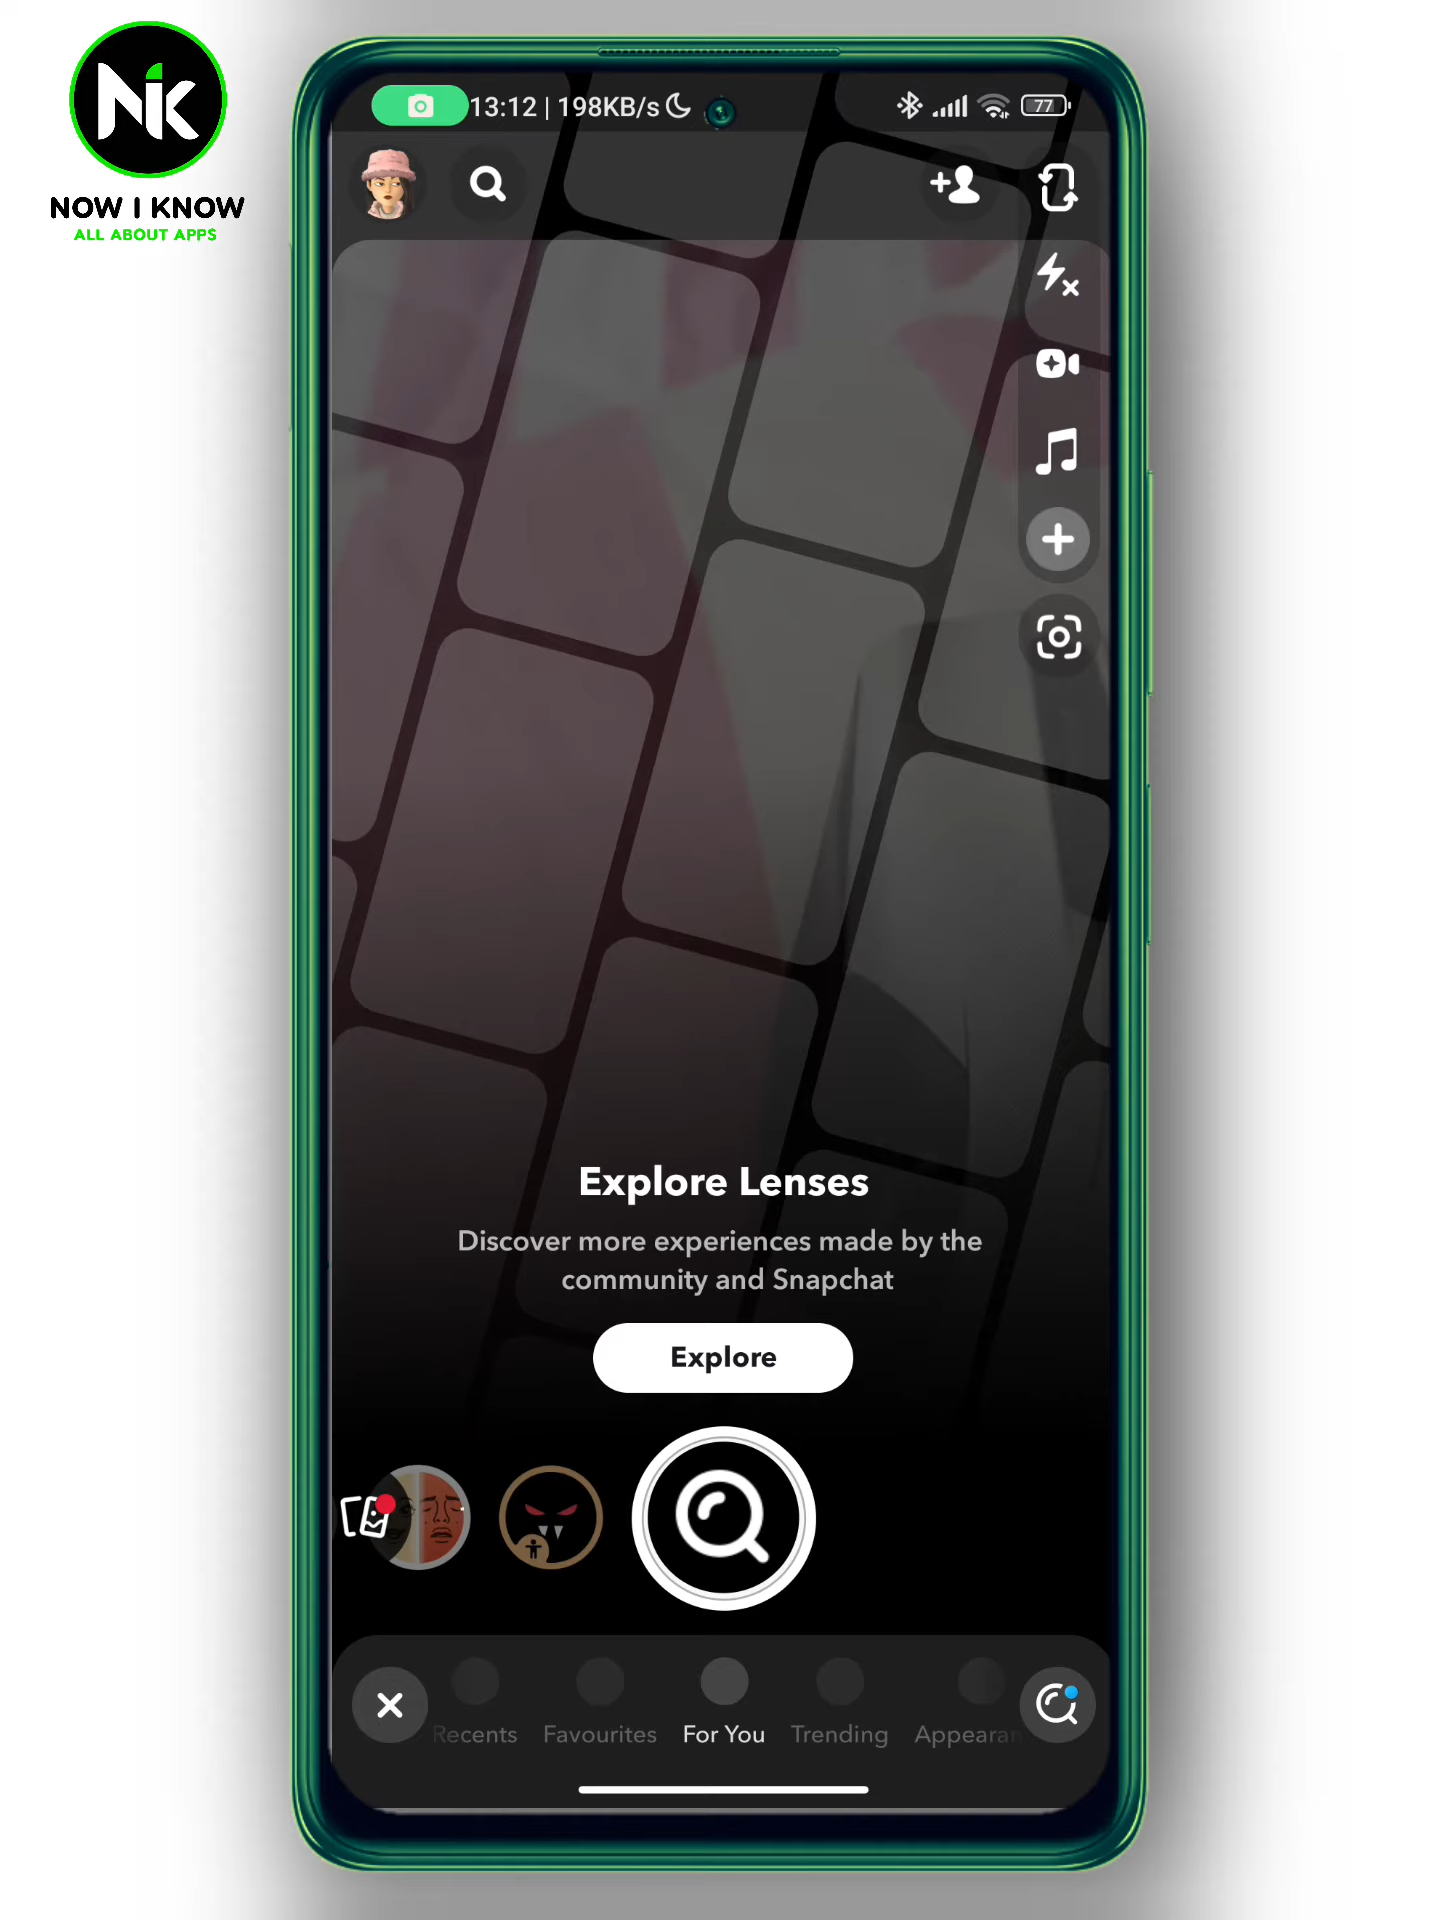 NiK
NOW I KNOW
ALL ABOUT APPS
13:12 | 198KB/s
77
Explore Lenses
Discover more experiences made by the
community and Snapchat
Explore
Recents Favourites For You Trending Appearan